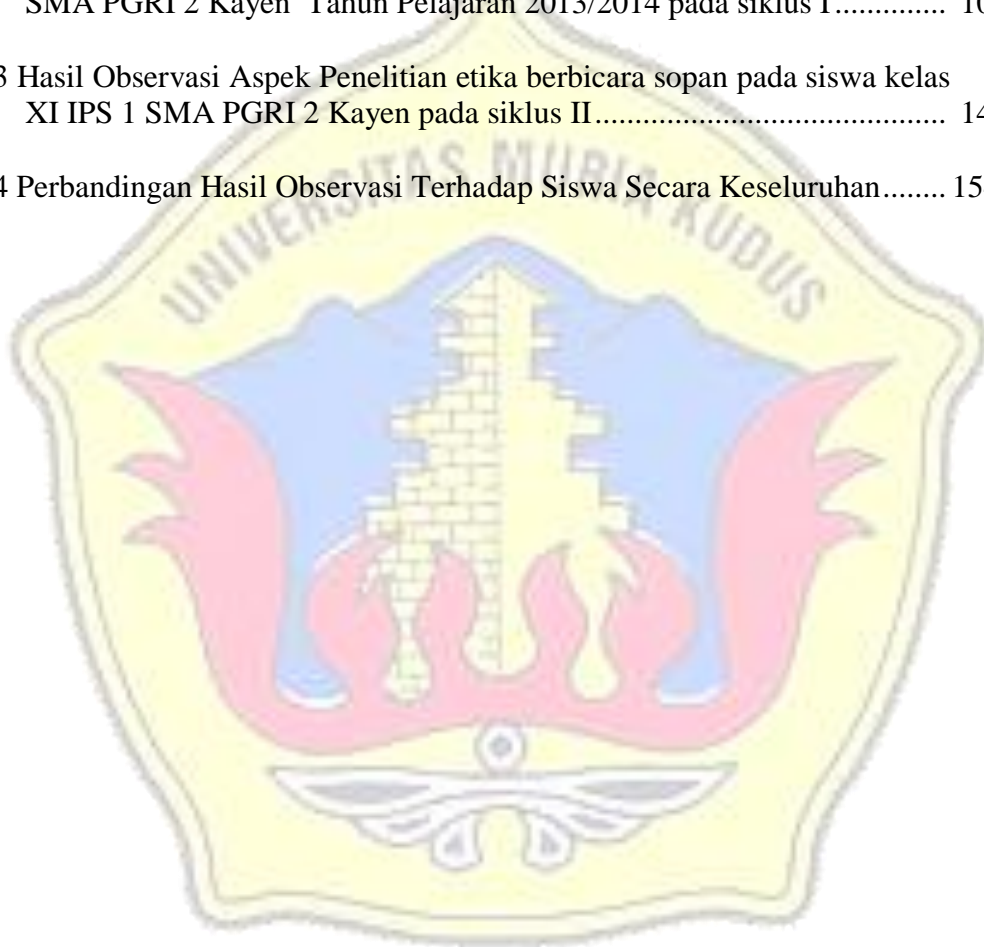 SMA PGRI 2 Kayen Tahun Pelajaran 2013/2014 pada siklus I.............. 10
3 Hasil Observasi Aspek Penelitian etika berbicara sopan pada siswa kelas
XI IPS 1 SMA PGRI 2 Kayen pada siklus II............................................ 14
4 Perbandingan Hasil Observasi Terhadap Siswa Secara Keseluruhan........ 15
UNIVERSITAS MURIA KUDUS